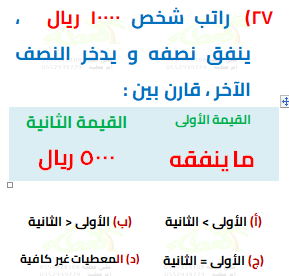 ٢٧) راتب شخص ١٠٠٠٠ ريال ،
ينفق نصفه و يدخر النصف
الآخر ، قارن بين :
القيمة الأولى القيمة الثانية
ما ينفقه ٥٠٠٠ ريال
(أ) الأولى > الثانية (ب) الأولى < الثانية
(ج) الأولى = الثانية (د) المعطيات غير كافية